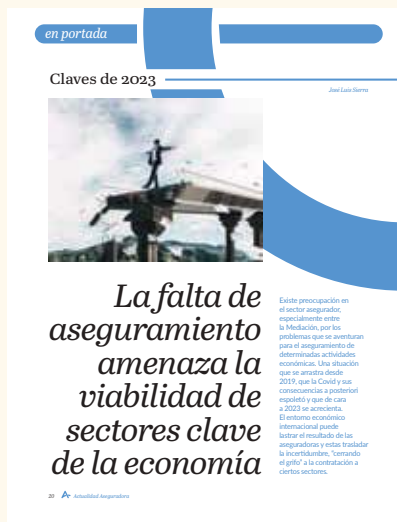 en portada
Claves de 2023
José Luis Sierra
La falta de
aseguramiento
amenaza la
viabilidad de
sectores clave
de la economía
Existe preocupación en
el sector asegurador,
especialmente entre
la Mediación, por los
problemas que se aventuran
para el aseguramiento de
determinadas actividades
económicas. Una situación
que se arrastra desde
2019, que la Covid y sus
consecuencias a posteriori
espoletó y que de cara
a 2023 se acrecienta.
El entorno económico
internacional puede
lastrar el resultado de las
aseguradoras y estas trasladar
la incertidumbre, "cerrando
el grifo" a la contratación a
ciertos sectores.
20 Actualidad Aseguradora